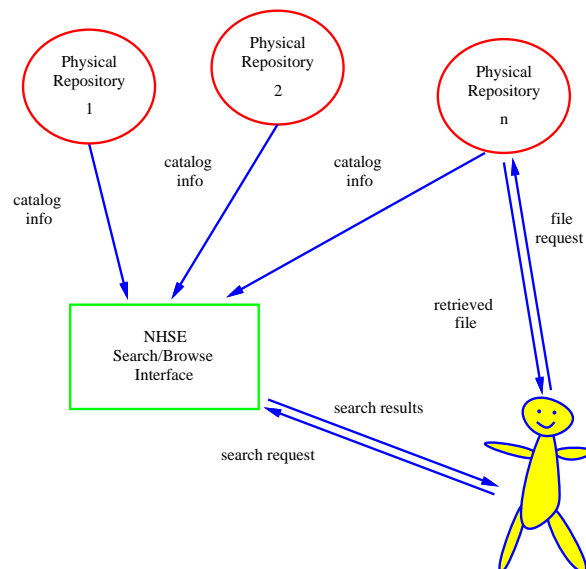 Physical
Repository
1
Physical
Repository
2
Physical
Repository
n
catalog
info
catalog
info
catalog
info
file
request
retrieved
file
NHSE
Search/Browse
Interface
search results
search request